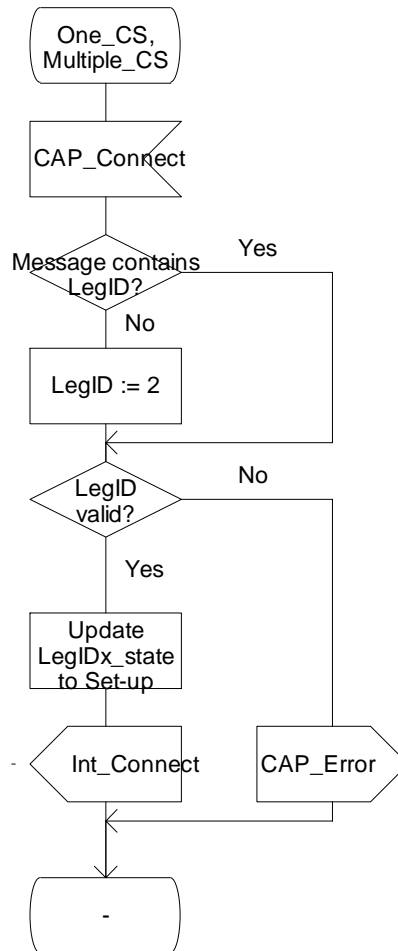 One_CS,
Multiple_CS
CAP_Connect
Message contains
LegID?
Yes
No
LegID := 2
LegID
valid?
No
Yes
Update
LegIDx_state
to Set-up
-
Int_Connect
CAP_Error
-